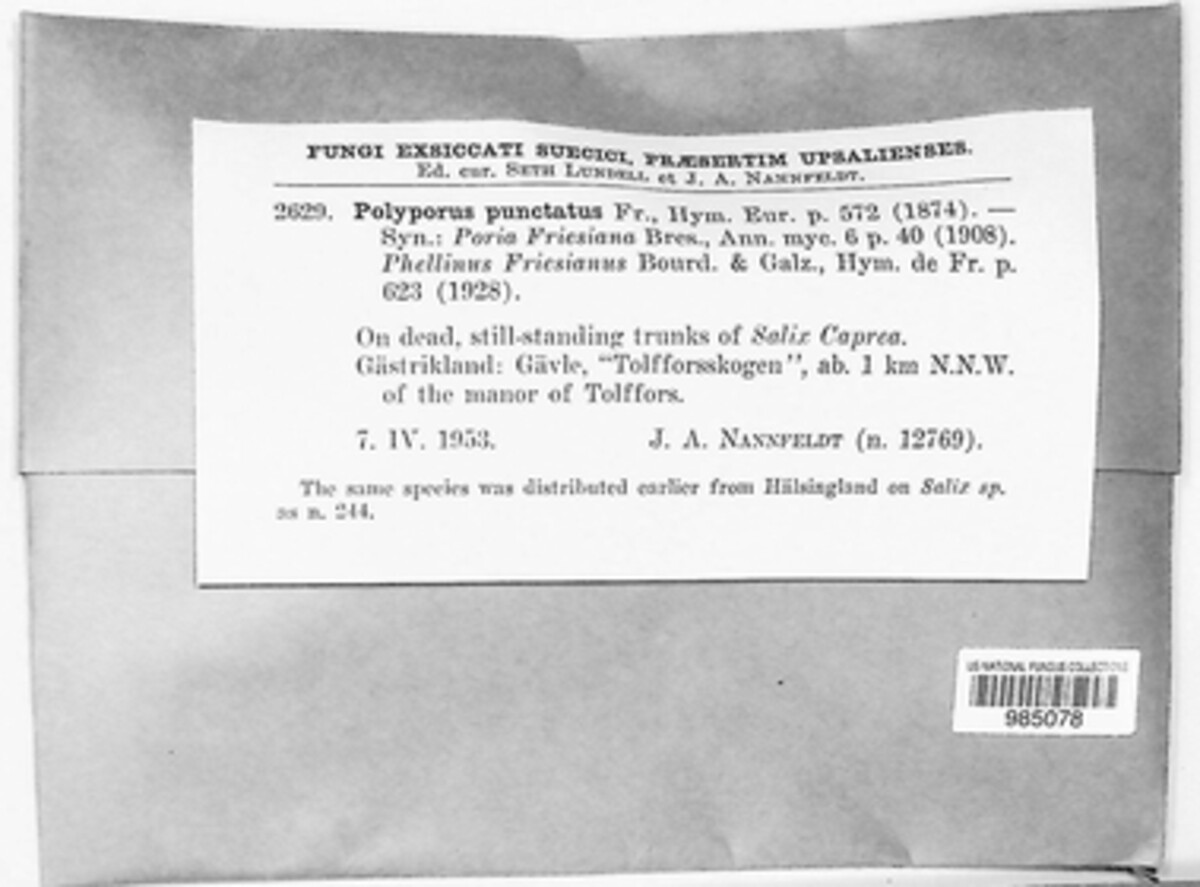 FUNGI EXSICCATI SUECICI, PRÆSERTIM UPSALIENSES.
Ed. cur. SETH LUNDELL et J. A. NANNFELDT.
2629. Polyporus punctatus Fr., Hym. Eur. p. 572 (1874). —
Syn.: Poria Friesiana Bres., Ann. myc. 6 p. 40 (1908).
Phellinus Friesianus Bourd. & Galz., Hym. de Fr. p.
623 (1928).
On dead, still-standing trunks of Salix Caprea.
Gästrikland: Gävle, "Tolfforsskogen", ab. 1 km N.N.W.
of the manor of Tolffors.
7. IV. 1953. J. A. NANNFELDT (n. 12769).
The same species was distributed earlier from Hälsingland on Salix sp.
as n. 244.
US NATIONAL FUNGUS COLLECTIONS
985078